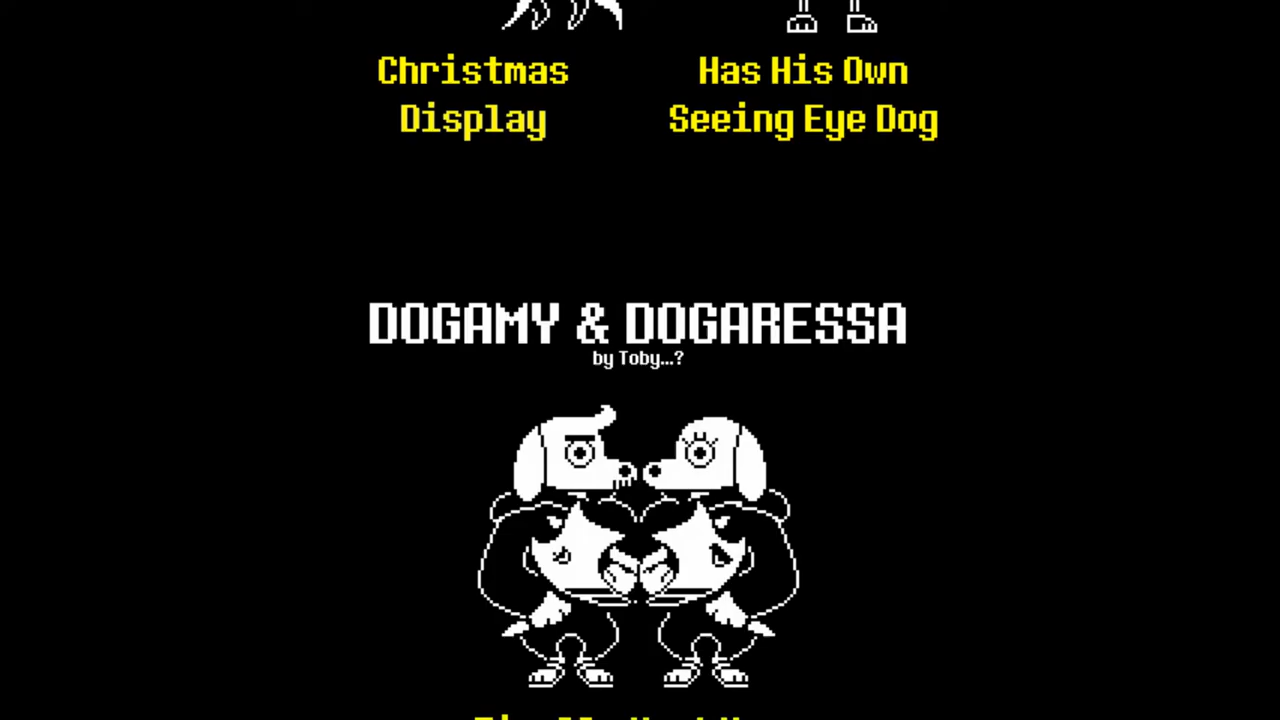 Christmas
Display
Has His Own
Seeing Eye Dog
DOGAMY & DOGARESSA
by Toby...?